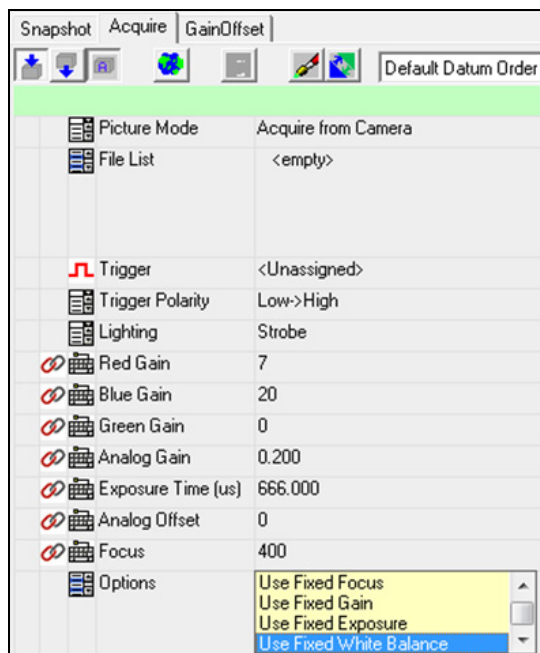 Snapshot Acquire GainOffset
A Default Datum Order
Picture Mode Acquire from Camera
File List <empty>
Trigger <Unassigned>
Trigger Polarity Low->High
Lighting Strobe
Red Gain 7
Blue Gain 20
Green Gain 0
Analog Gain 0.200
Exposure Time (us) 666.000
Analog Offset 0
Focus 400
Options Use Fixed Focus
Use Fixed Gain
Use Fixed Exposure
Use Fixed White Balance